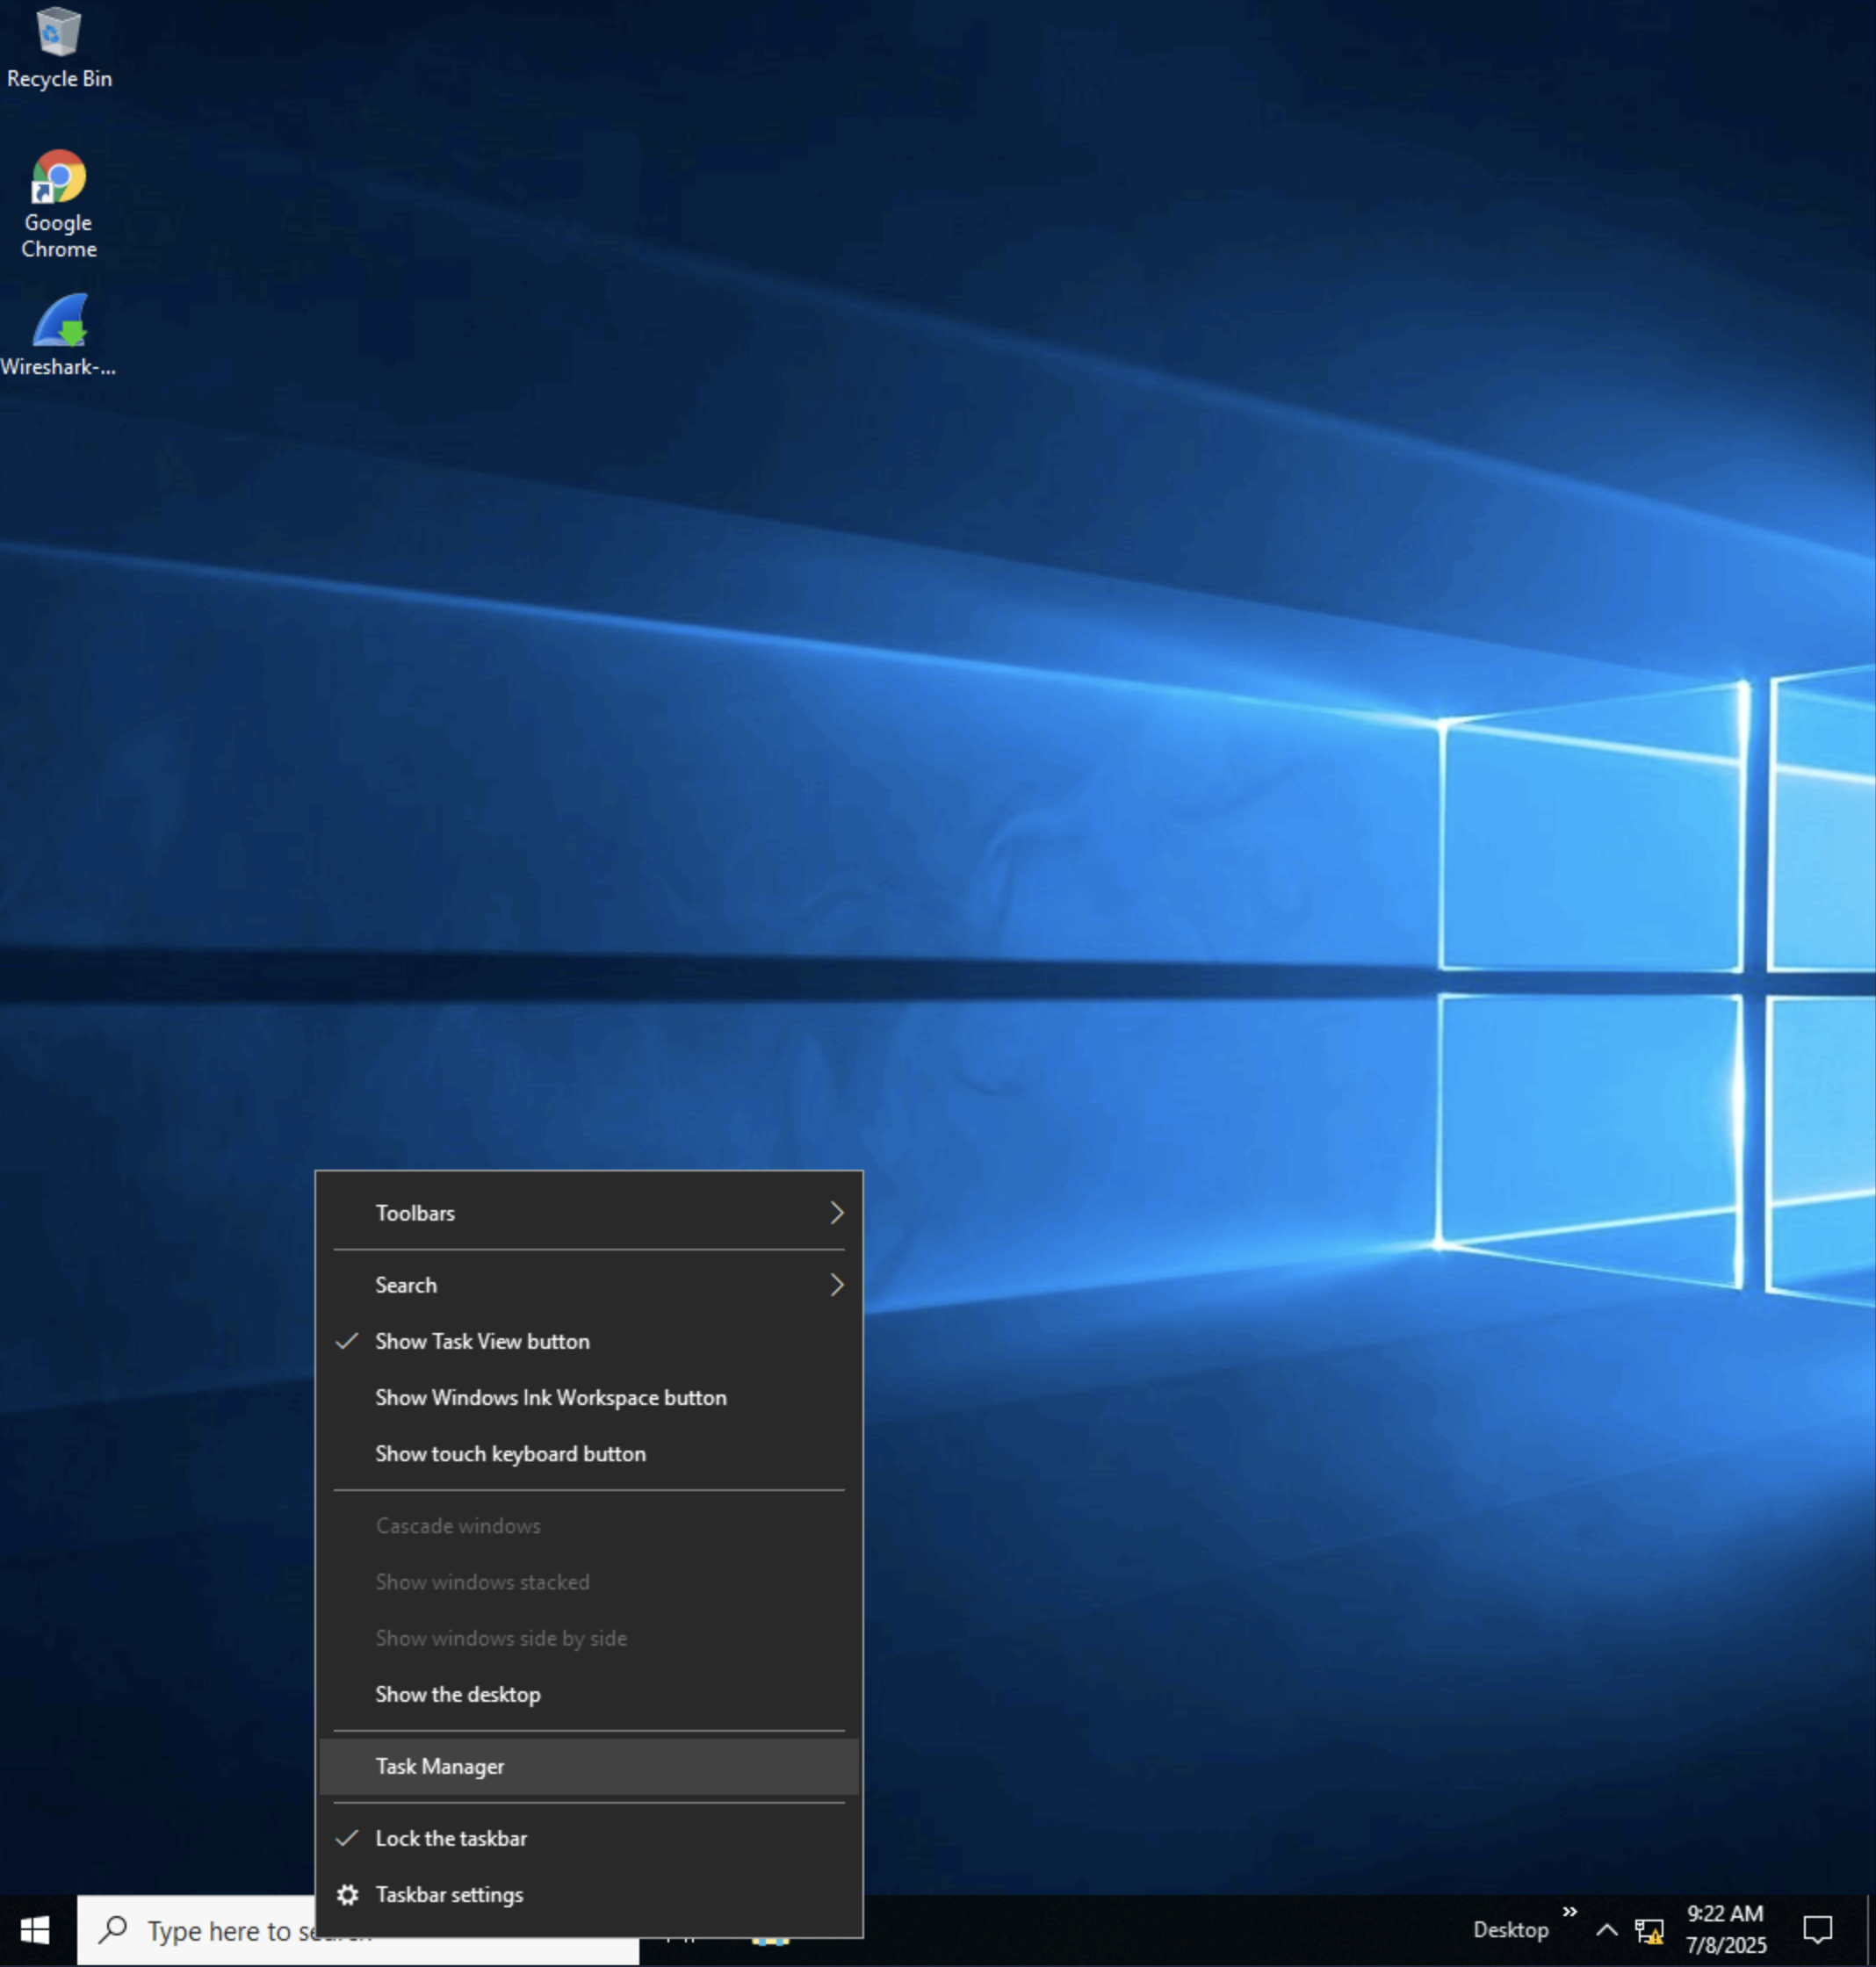 Recycle Bin
Google
Chrome
Wireshark-...
Toolbars
Search
Show Task View button
Show Windows Ink Workspace button
Show touch keyboard button
Cascade windows
Show windows stacked
Show windows side by side
Show the desktop
Task Manager
Lock the taskbar
Taskbar settings
Type here to
Desktop
9:22 AM
7/8/2025